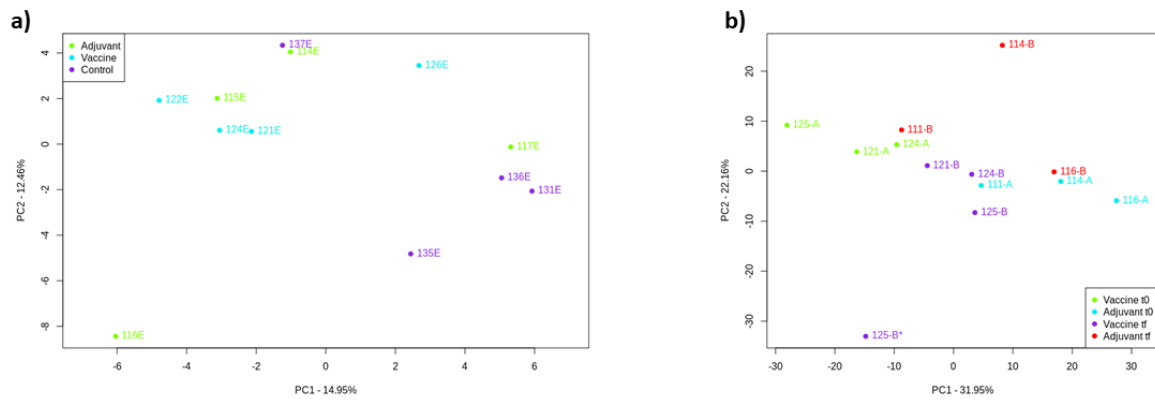 a)
Adjuvant
Vaccine
Control
137E
114E
126E
122E
115E
124E
121E
117E
136E
131E
135E
116E
4
2
0
-2
-4
-6
-8
PC2 - 12.46%
-6
-4
-2
0
2
4
6
PC1 - 14.95%
b)
114-B
125-A
111-B
124-A
121-A
121-B
124-B
116-B
111-A
114-A
116-A
125-B
125-B*
Vaccine t0
Adjuvant t0
Vaccine tf
Adjuvant tf
20
10
0
-10
-20
-30
PC2 - 22.16%
-30
-20
-10
0
10
20
30
PC1 - 31.95%